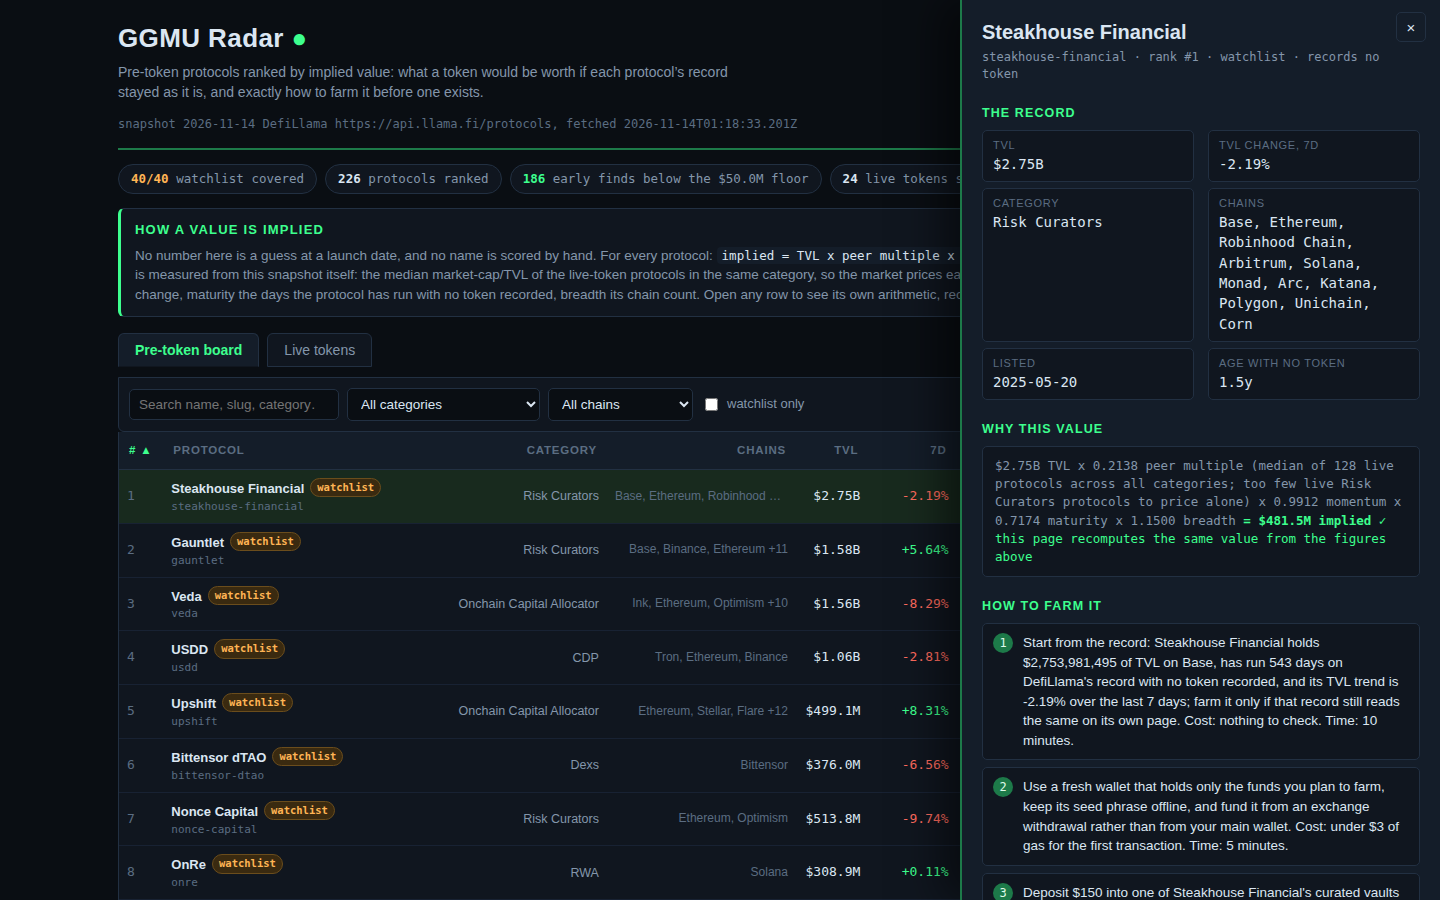 GGMU Radar
Pre-token protocols ranked by implied value: what a token would be worth if each protocol's record
stayed as it is, and exactly how to farm it before one exists.
snapshot 2026-11-14 DefiLlama https://api.llama.fi/protocols, fetched 2026-11-14T01:18:33.201Z
40/40 watchlist covered
226 protocols ranked
186 early finds below the $50.0M floor
24 live tokens s
HOW A VALUE IS IMPLIED
No number here is a guess at a launch date, and no name is scored by hand. For every protocol: implied = TVL x peer multiple x
is measured from this snapshot itself: the median market-cap/TVL of the live-token protocols in the same category, so the market prices ea
change, maturity the days the protocol has run with no token recorded, breadth its chain count. Open any row to see its own arithmetic, rec
Pre-token board
Live tokens
Search name, slug, category.
All categories
All chains
watchlist only
# ▲ PROTOCOL CATEGORY CHAINS TVL 7D
1 Steakhouse Financial watchlist Risk Curators Base, Ethereum, Robinhood … $2.75B -2.19%
steakhouse-financial
2 Gauntlet watchlist Risk Curators Base, Binance, Ethereum +11 $1.58B +5.64%
gauntlet
3 Veda watchlist Onchain Capital Allocator Ink, Ethereum, Optimism +10 $1.56B -8.29%
veda
4 USDD watchlist CDP Tron, Ethereum, Binance $1.06B -2.81%
usdd
5 Upshift watchlist Onchain Capital Allocator Ethereum, Stellar, Flare +12 $499.1M +8.31%
upshift
6 Bittensor dTAO watchlist Dexs Bittensor $376.0M -6.56%
bittensor-dtao
7 Nonce Capital watchlist Risk Curators Ethereum, Optimism $513.8M -9.74%
nonce-capital
8 OnRe watchlist RWA Solana $308.9M +0.11%
onre
Steakhouse Financial
×
steakhouse-financial · rank #1 · watchlist · records no
token
THE RECORD
TVL
$2.75B
TVL CHANGE, 7D
-2.19%
CATEGORY
Risk Curators
CHAINS
Base, Ethereum,
Robinhood Chain,
Arbitrum, Solana,
Monad, Arc, Katana,
Polygon, Unichain,
Corn
LISTED
2025-05-20
AGE WITH NO TOKEN
1.5y
WHY THIS VALUE
$2.75B TVL x 0.2138 peer multiple (median of 128 live
protocols across all categories; too few live Risk
Curators protocols to price alone) x 0.9912 momentum x
0.7174 maturity x 1.1500 breadth = $481.5M implied ✓
this page recomputes the same value from the figures
above
HOW TO FARM IT
1 Start from the record: Steakhouse Financial holds
$2,753,981,495 of TVL on Base, has run 543 days on
DefiLlama's record with no token recorded, and its TVL trend is
-2.19% over the last 7 days; farm it only if that record still reads
the same on its own page. Cost: nothing to check. Time: 10
minutes.
2 Use a fresh wallet that holds only the funds you plan to farm,
keep its seed phrase offline, and fund it from an exchange
withdrawal rather than from your main wallet. Cost: under $3 of
gas for the first transaction. Time: 5 minutes.
3 Deposit $150 into one of Steakhouse Financial's curated vaults